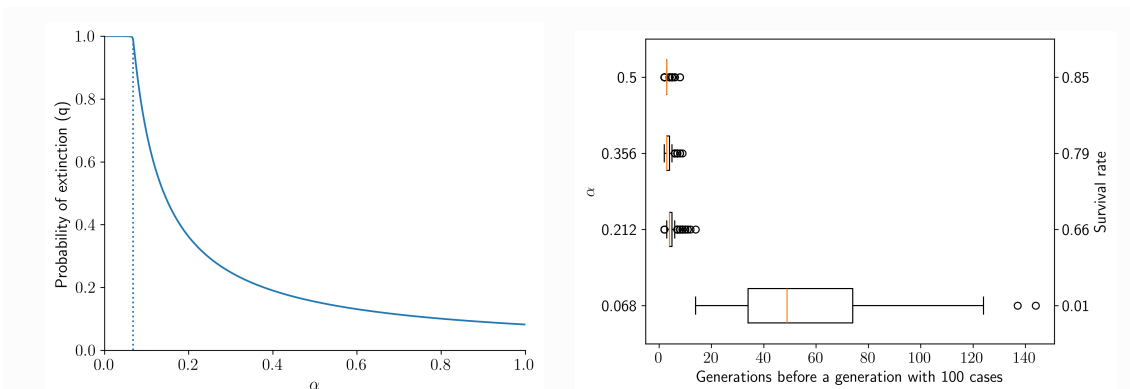 Probability of extinction (q)
1.0
0.8
0.6
0.4
0.2
0.0
0.0 0.2 0.4 0.6 0.8 1.0
α
α
0.5
0.356
0.212
0.068
0.85
0.79
0.66
0.01
Survival rate
0 20 40 60 80 100 120 140
Generations before a generation with 100 cases